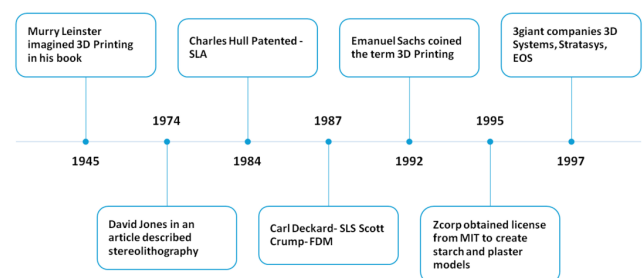 Murry Leinster
imagined 3D Printing
in his book
Charles Hull Patented -
SLA
Emanuel Sachs coined
the term 3D Printing
3giant companies 3D
Systems, Stratasys,
EOS
1974
1987
1995
1945
1984
1992
1997
David Jones in an
article described
stereolithography
Carl Deckard- SLS Scott
Crump- FDM
Zcorp obtained license
from MIT to create
starch and plaster
models